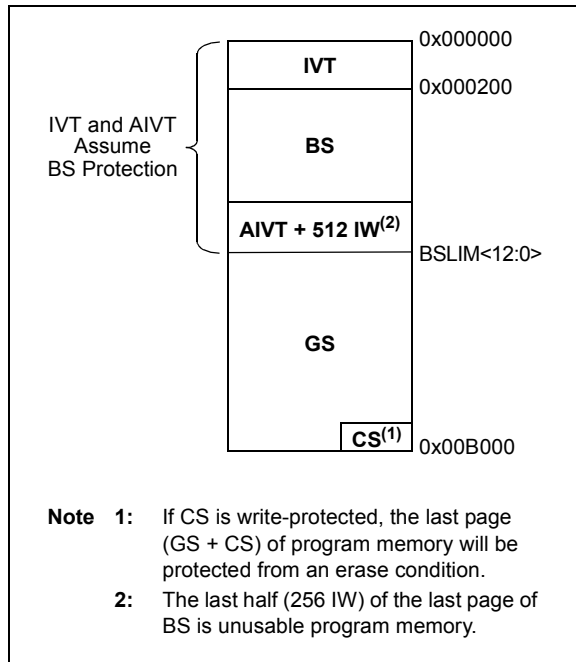 0x000000
IVT
0x000200
IVT and AIVT
Assume
BS Protection
BS
AIVT + 512 IW(2)
BSLIM<12:0>
GS
CS(1)
0x00B000
Note 1: If CS is write-protected, the last page
(GS + CS) of program memory will be
protected from an erase condition.
2: The last half (256 IW) of the last page of
BS is unusable program memory.